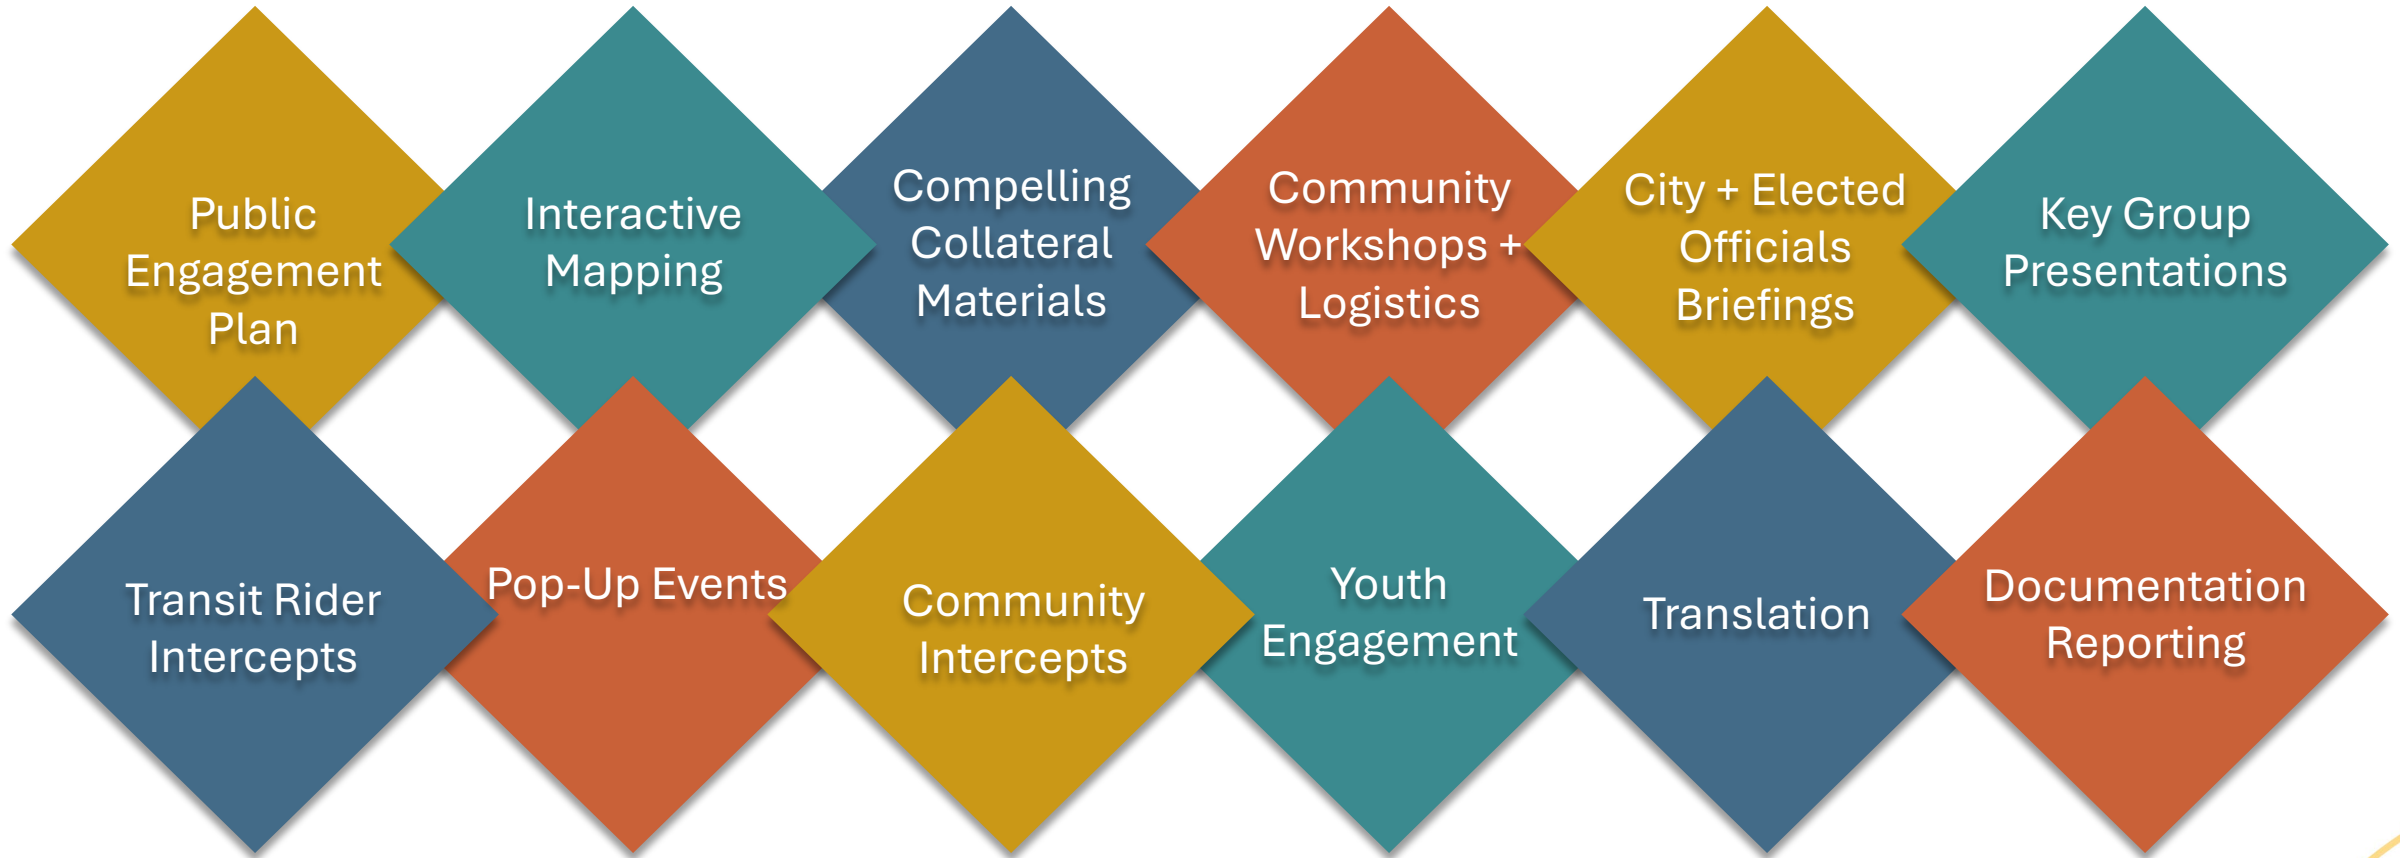 Public
Engagement
Plan
Interactive
Mapping
Compelling
Collateral
Materials
Community
Workshops +
Logistics
City + Elected
Officials
Briefings
Key Group
Presentations
Transit Rider
Intercepts
Pop-Up Events
Community
Intercepts
Youth
Engagement
Translation
Documentation
Reporting